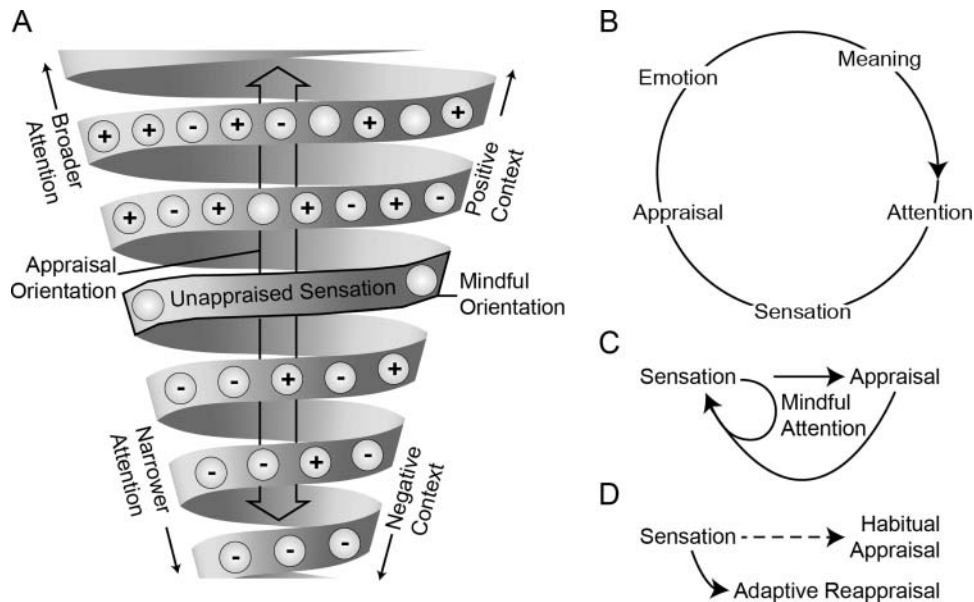 A
Broader
Attention
+ + - + - + +
Positive
Context
+ - + + - + -
Appraisal
Orientation
Unappraised Sensation
Mindful
Orientation
- - + - +
Narrower
Attention
- - + -
Negative
Context
- - -
B
Emotion
Meaning
Appraisal
Attention
Sensation
C
Sensation
Appraisal
Mindful
Attention
D
Sensation
Habitual
Appraisal
Adaptive Reappraisal